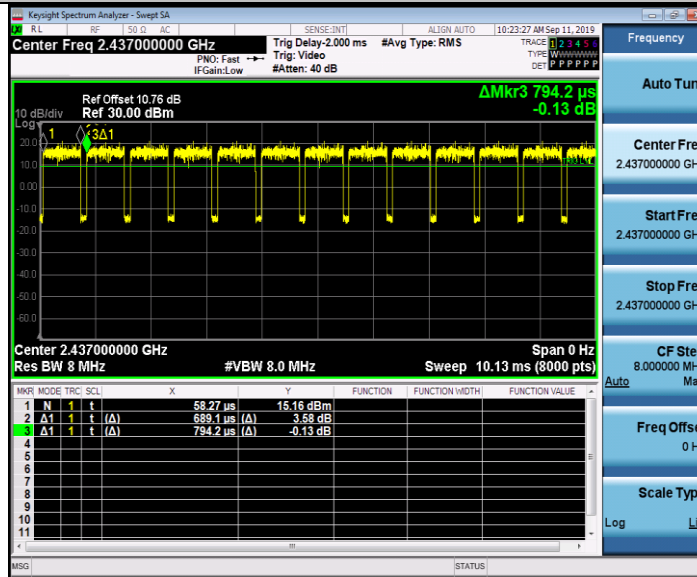 Keysight Spectrum Analyzer - Swept SA
RL RF 50 Ω AC SENSE:INT ALIGN AUTO 10:23:27 AM Sep 11, 2019
Center Freq 2.437000000 GHz
PNO: Fast
IFGain:Low
Trig Delay-2.000 ms
Trig: Video
#Atten: 40 dB
#Avg Type: RMS
TRACE 1 2 3 4 5 6
TYPE
DET P P P P P P
ΔMkr3 794.2 µs
-0.13 dB
Ref Offset 10.76 dB
10 dB/div Ref 30.00 dBm
Log
1 3Δ1
20.0
10.0
0.00
-10.0
-20.0
-30.0
-40.0
-50.0
-60.0
Center 2.437000000 GHz Span 0 Hz
Res BW 8 MHz #VBW 8.0 MHz Sweep 10.13 ms (8000 pts)
MKR MODE TRC SCL X Y FUNCTION FUNCTION WIDTH FUNCTION VALUE
1 N 1 t 58.27 µs 15.16 dBm
2 Δ1 1 t (Δ) 689.1 µs (Δ) 3.58 dB
3 Δ1 1 t (Δ) 794.2 µs (Δ) -0.13 dB
4
5
6
7
8
9
10
11
MSG STATUS
Frequency
Auto Tun
Center Fre
2.437000000 GH
Start Fre
2.437000000 GH
Stop Fre
2.437000000 GH
CF Ste
8.000000 MH
Auto Ma
Freq Offse
0 H
Scale Typ
Log Li